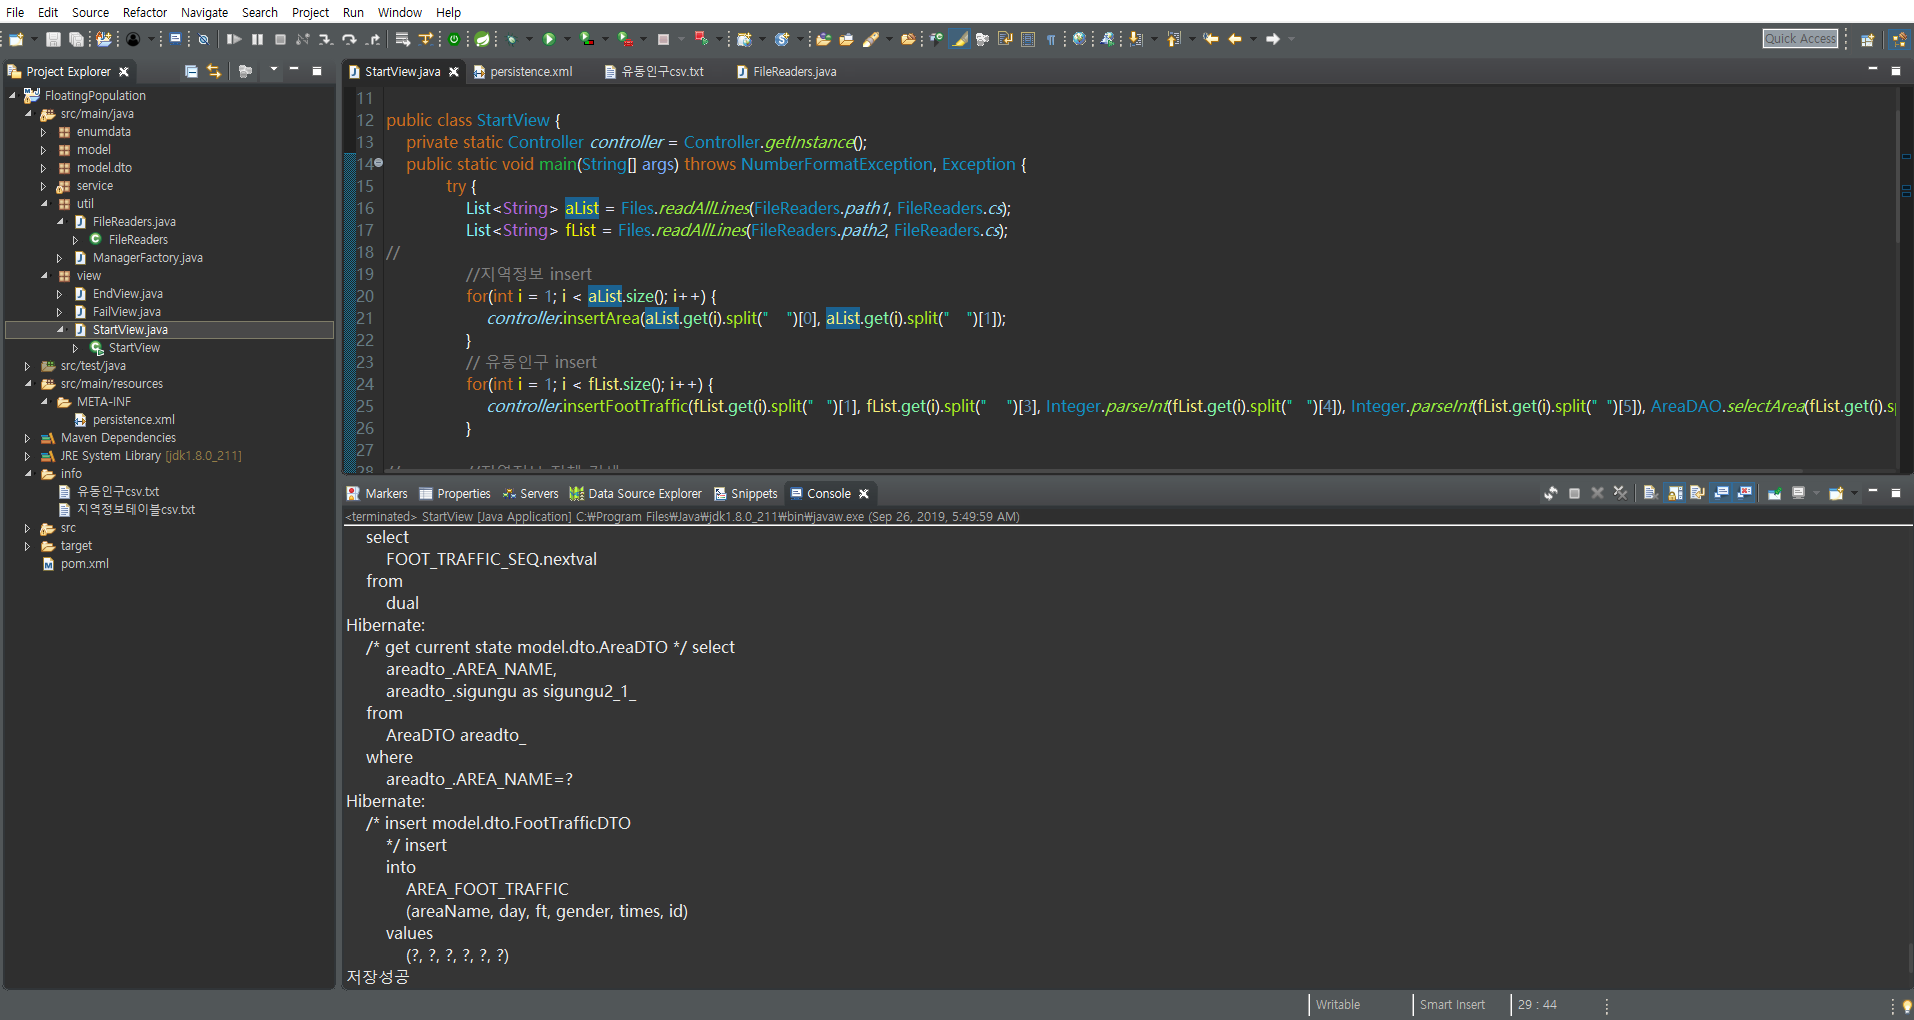 File Edit Source Refactor Navigate Search Project Run Window Help
Quick Access
Project Explorer
FloatingPopulation
src/main/java
enumdata
model
model.dto
service
util
FileReaders.java
FileReaders
ManagerFactory.java
view
EndView.java
FailView.java
StartView.java
StartView
src/test/java
src/main/resources
META-INF
persistence.xml
Maven Dependencies
JRE System Library [jdk1.8.0_211]
info
유동인구csv.txt
지역정보테이블csv.txt
src
target
pom.xml
StartView.java persistence.xml 유동인구csv.txt FileReaders.java
11
12 public class StartView {
13 private static Controller controller = Controller.getInstance();
14 public static void main(String[] args) throws NumberFormatException, Exception {
15 try {
16 List<String> aList = Files.readAllLines(FileReaders.path1, FileReaders.cs);
17 List<String> fList = Files.readAllLines(FileReaders.path2, FileReaders.cs);
18 //
19 //지역정보 insert
20 for(int i = 1; i < aList.size(); i++) {
21 controller.insertArea(aList.get(i).split("    ")[0], aList.get(i).split("    ")[1]);
22 }
23 // 유동인구 insert
24 for(int i = 1; i < fList.size(); i++) {
25 controller.insertFootTraffic(fList.get(i).split("   ")[1], fList.get(i).split("    ")[3], Integer.parseInt(fList.get(i).split("   ")[4]), Integer.parseInt(fList.get(i).split("  ")[5]), AreaDAO.selectArea(fList.get(i).s
26 }
27
28
Markers Properties Servers Data Source Explorer Snippets Console
<terminated> StartView [Java Application] C:₩Program Files₩Java₩jdk1.8.0_211₩bin₩javaw.exe (Sep 26, 2019, 5:49:59 AM)
select
FOOT_TRAFFIC_SEQ.nextval
from
dual
Hibernate:
/* get current state model.dto.AreaDTO */ select
areadto_.AREA_NAME,
areadto_.sigungu as sigungu2_1_
from
AreaDTO areadto_
where
areadto_.AREA_NAME=?
Hibernate:
/* insert model.dto.FootTrafficDTO
*/ insert
into
AREA_FOOT_TRAFFIC
(areaName, day, ft, gender, times, id)
values
(?, ?, ?, ?, ?, ?)
저장성공
Writable Smart Insert 29 : 44